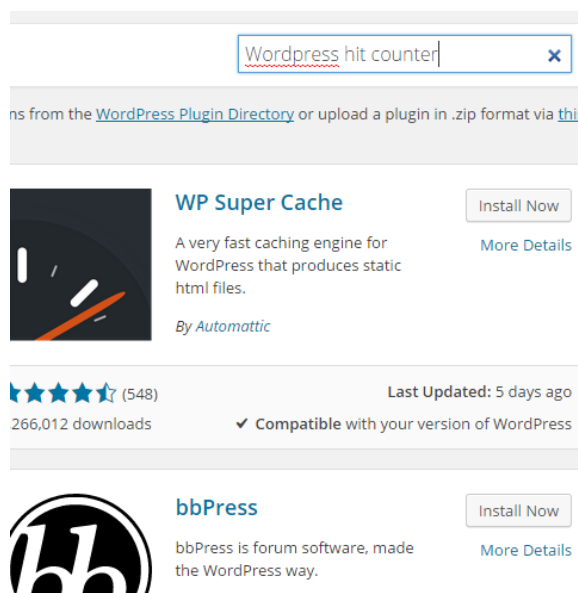 Wordpress hit counter
ns from the WordPress Plugin Directory or upload a plugin in .zip format via thi
WP Super Cache
Install Now
A very fast caching engine for
More Details
WordPress that produces static
html files.
By Automattic
(548)
Last Updated: 5 days ago
266,012 downloads
✔ Compatible with your version of WordPress
bbPress
Install Now
bbPress is forum software, made
More Details
the WordPress way.
bb